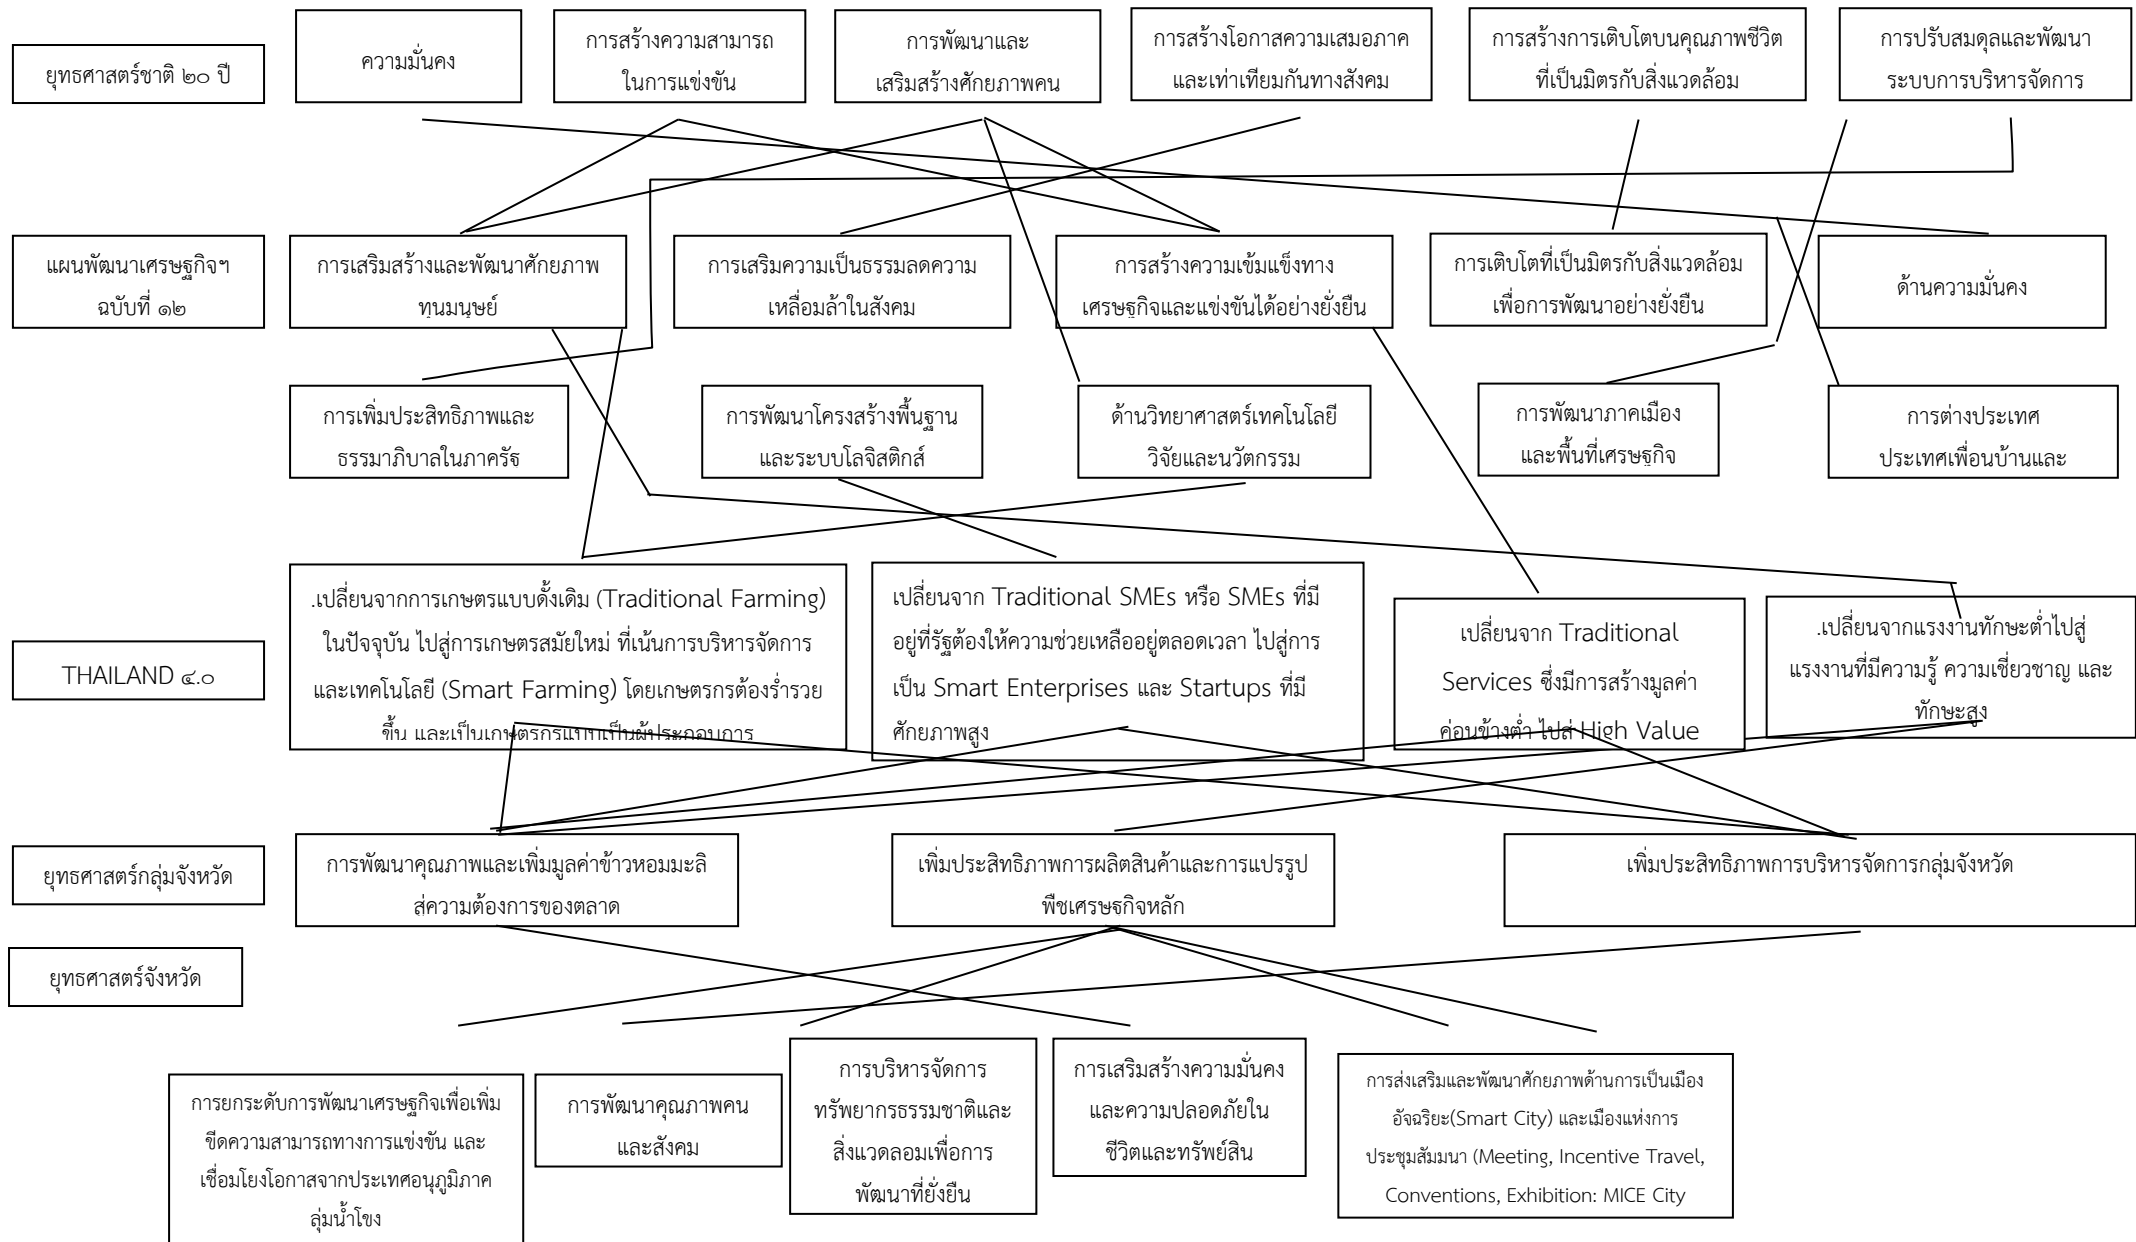 ยุทธศาสตร์ชาติ ๒๐ ปี
ความมั่นคง
การสร้างความสามารถ
ในการแข่งขัน
การพัฒนาและ
เสริมสร้างศักยภาพคน
การสร้างโอกาสความเสมอภาค
และเท่าเทียมกันทางสังคม
การสร้างการเติบโตบนคุณภาพชีวิต
ที่เป็นมิตรกับสิ่งแวดล้อม
การปรับสมดุลและพัฒนา
ระบบการบริหารจัดการ
แผนพัฒนาเศรษฐกิจฯ
ฉบับที่ ๑๒
การเสริมสร้างและพัฒนาศักยภาพ
ทุนมนุษย์
การเสริมความเป็นธรรมลดความ
เหลื่อมล้ำในสังคม
การสร้างความเข้มแข็งทาง
เศรษฐกิจและแข่งขันได้อย่างยั่งยืน
การเติบโตที่เป็นมิตรกับสิ่งแวดล้อม
เพื่อการพัฒนาอย่างยั่งยืน
ด้านความมั่นคง
การเพิ่มประสิทธิภาพและ
ธรรมาภิบาลในภาครัฐ
การพัฒนาโครงสร้างพื้นฐาน
และระบบโลจิสติกส์
ด้านวิทยาศาสตร์เทคโนโลยี
วิจัยและนวัตกรรม
การพัฒนาภาคเมือง
และพื้นที่เศรษฐกิจ
การต่างประเทศ
ประเทศเพื่อนบ้านและ
THAILAND ๔.๐
.เปลี่ยนจากการเกษตรแบบดั้งเดิม (Traditional Farming)
ในปัจจุบัน ไปสู่การเกษตรสมัยใหม่ ที่เน้นการบริหารจัดการ
และเทคโนโลยี (Smart Farming) โดยเกษตรกรต้องร่ำรวย
ขึ้น และเป็นเกษตรกรแบบเป็นผู้ประกอบการ
เปลี่ยนจาก Traditional SMEs หรือ SMEs ที่มี
อยู่ที่รัฐต้องให้ความช่วยเหลืออยู่ตลอดเวลา ไปสู่การ
เป็น Smart Enterprises และ Startups ที่มี
ศักยภาพสูง
เปลี่ยนจาก Traditional
Services ซึ่งมีการสร้างมูลค่า
ค่อนข้างต่ำ ไปสู่ High Value
.เปลี่ยนจากแรงงานทักษะต่ำไปสู่
แรงงานที่มีความรู้ ความเชี่ยวชาญ และ
ทักษะสูง
ยุทธศาสตร์กลุ่มจังหวัด
การพัฒนาคุณภาพและเพิ่มมูลค่าข้าวหอมมะลิ
สู่ความต้องการของตลาด
เพิ่มประสิทธิภาพการผลิตสินค้าและการแปรรูป
พืชเศรษฐกิจหลัก
เพิ่มประสิทธิภาพการบริหารจัดการกลุ่มจังหวัด
ยุทธศาสตร์จังหวัด
การยกระดับการพัฒนาเศรษฐกิจเพื่อเพิ่ม
ขีดความสามารถทางการแข่งขัน และ
เชื่อมโยงโอกาสจากประเทศอนุภูมิภาค
ลุ่มน้ำโขง
การพัฒนาคุณภาพคน
และสังคม
การบริหารจัดการ
ทรัพยากรธรรมชาติและ
สิ่งแวดลอมเพื่อการ
พัฒนาที่ยั่งยืน
การเสริมสร้างความมั่นคง
และความปลอดภัยใน
ชีวิตและทรัพย์สิน
การส่งเสริมและพัฒนาศักยภาพด้านการเป็นเมือง
อัจฉริยะ(Smart City) และเมืองแห่งการ
ประชุมสัมมนา (Meeting, Incentive Travel,
Conventions, Exhibition: MICE City